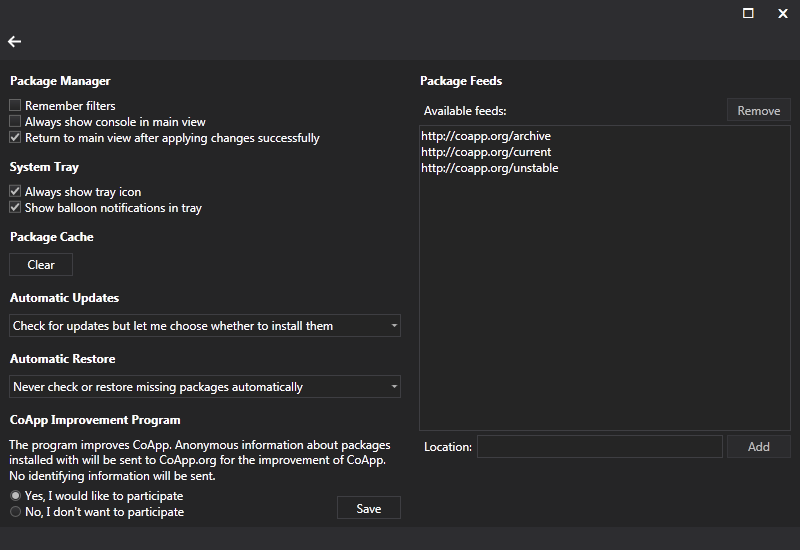 Package Manager
Remember filters
Always show console in main view
Return to main view after applying changes successfully
System Tray
Always show tray icon
Show balloon notifications in tray
Package Cache
Clear
Automatic Updates
Check for updates but let me choose whether to install them
Automatic Restore
Never check or restore missing packages automatically
CoApp Improvement Program
The program improves CoApp. Anonymous information about packages
installed with will be sent to CoApp.org for the improvement of CoApp.
No identifying information will be sent.
Yes, I would like to participate
No, I don't want to participate
Save
Package Feeds
Available feeds:
Remove
http://coapp.org/archive
http://coapp.org/current
http://coapp.org/unstable
Location:
Add